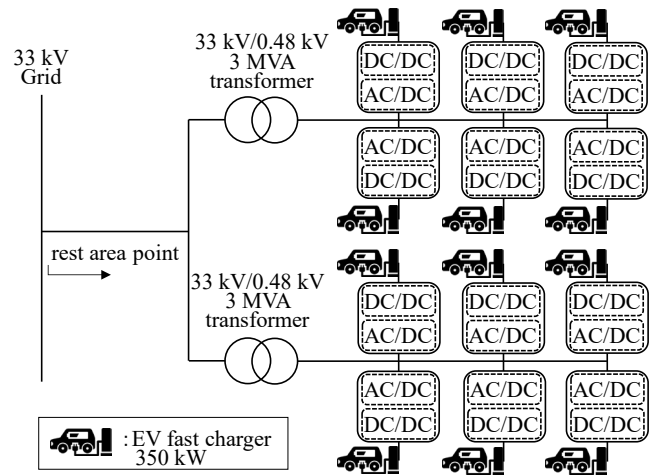 33 kV
Grid
rest area point
33 kV/0.48 kV
3 MVA
transformer
DC/DC
DC/DC
DC/DC
AC/DC
AC/DC
AC/DC
AC/DC
AC/DC
AC/DC
DC/DC
DC/DC
DC/DC
33 kV/0.48 kV
3 MVA
transformer
DC/DC
DC/DC
DC/DC
AC/DC
AC/DC
AC/DC
AC/DC
AC/DC
AC/DC
DC/DC
DC/DC
DC/DC
: EV fast charger
350 kW